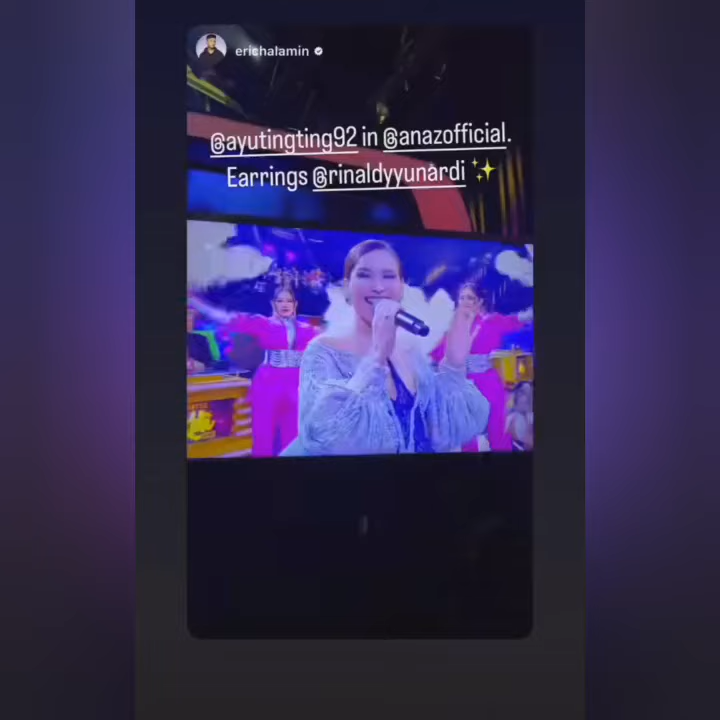 erichalamin
@ayutingting92 in @anazofficial.
Earrings @rinaldyyunardi ✨